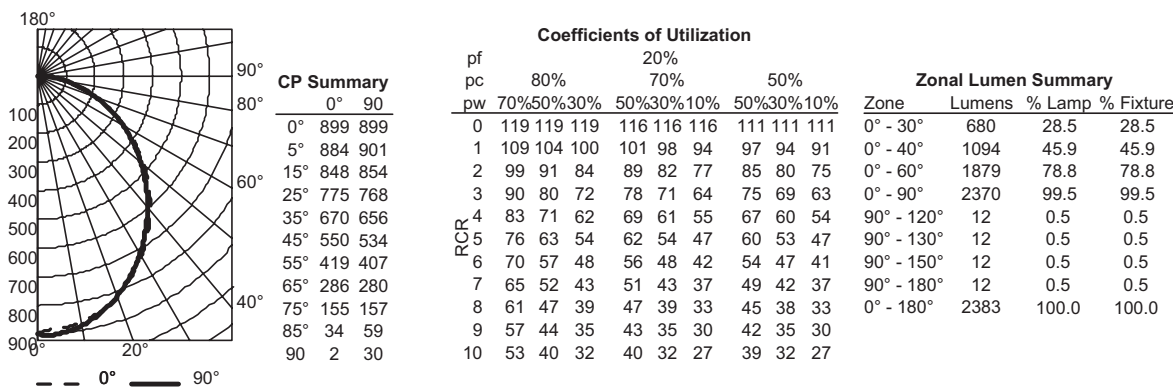 180°
90°
80°
60°
40°
20°
0°
100
200
300
400
500
600
700
800
900
0° 90°
CP Summary
0° 90
0° 899 899
5° 884 901
15° 848 854
25° 775 768
35° 670 656
45° 550 534
55° 419 407
65° 286 280
75° 155 157
85° 34 59
90 2 30
Coefficients of Utilization
pf 20%
pc 80% 70% 50%
pw 70%50%30% 50%30%10% 50%30%10%
RCR
0 119 119 119 116 116 116 111 111 111
1 109 104 100 101 98 94 97 94 91
2 99 91 84 89 82 77 85 80 75
3 90 80 72 78 71 64 75 69 63
4 83 71 62 69 61 55 67 60 54
5 76 63 54 62 54 47 60 53 47
6 70 57 48 56 48 42 54 47 41
7 65 52 43 51 43 37 49 42 37
8 61 47 39 47 39 33 45 38 33
9 57 44 35 43 35 30 42 35 30
10 53 40 32 40 32 27 39 32 27
Zonal Lumen Summary
Zone Lumens % Lamp % Fixture
0° - 30° 680 28.5 28.5
0° - 40° 1094 45.9 45.9
0° - 60° 1879 78.8 78.8
0° - 90° 2370 99.5 99.5
90° - 120° 12 0.5 0.5
90° - 130° 12 0.5 0.5
90° - 150° 12 0.5 0.5
90° - 180° 12 0.5 0.5
0° - 180° 2383 100.0 100.0